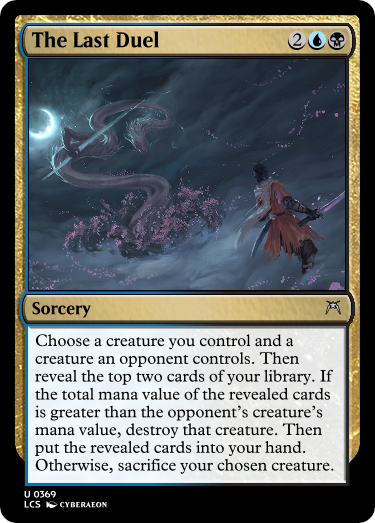 The Last Duel 2
Sorcery
Choose a creature you control and a
creature an opponent controls. Then
reveal the top two cards of your library. If
the total mana value of the revealed cards
is greater than the opponent's creature's
mana value, destroy that creature. Then
put the revealed cards into your hand.
Otherwise, sacrifice your chosen creature.
U 0369
LCS CYBERAEON